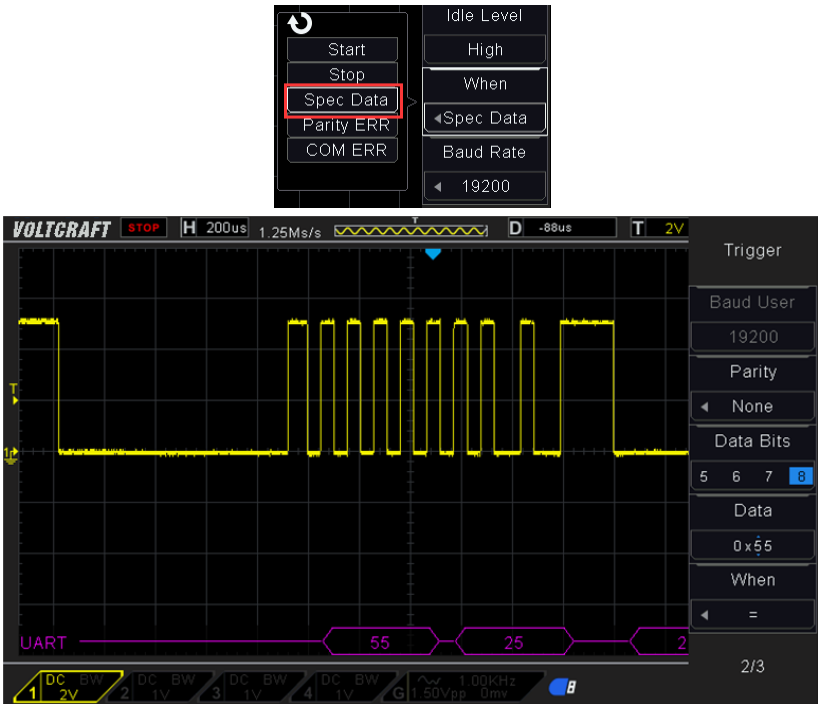 Idle Level
Start
High
Stop
When
Spec Data
Spec Data
Parity ERR
COM ERR
Baud Rate
19200
VOLTCRAFT STOP H 200us 1.25Ms/s T D -88us T 2V
Trigger
Baud User
19200
Parity
T
None
Data Bits
1
5 6 7 8
Data
0x55
When
=
UART 55 25 2
2/3
1 DC BW 2V 2 DC BW 1V 3 DC BW 1V 4 DC BW 1V G 1.00KHz 1.50Vpp 0mv